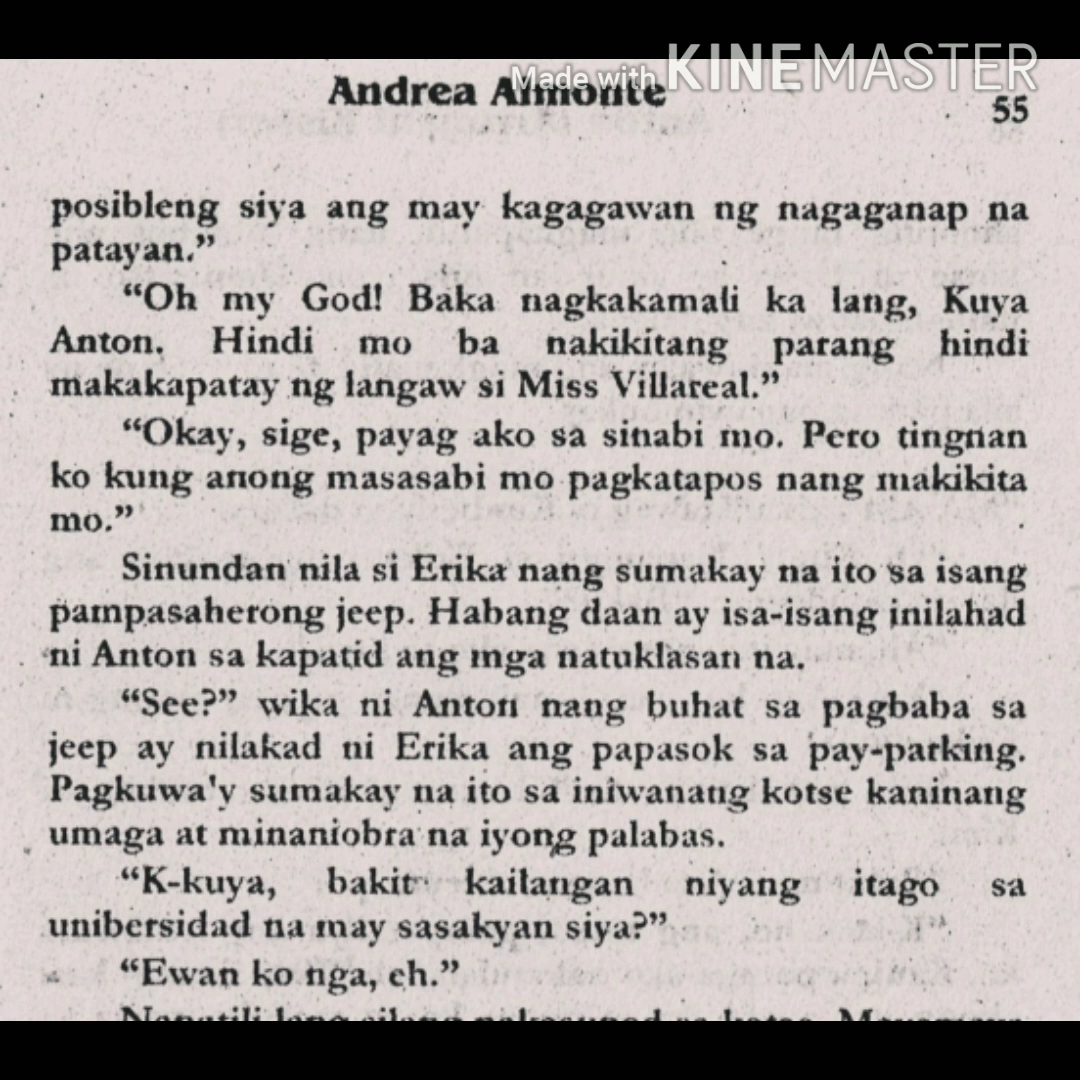 Made with KINEMASTER
Andrea Almonte
55
posibleng siya ang may kagagawan ng nagaganap na
patayan.”
“Oh my God! Baka nagkakamali ka lang, Kuya
Anton. Hindi mo ba nakikitang parang hindi
makakapatay ng langaw si Miss Villareal.”
“Okay, sige, payag ako sa sinabi mo. Pero tingnan
ko kung anong masasabi mo pagkatapos nang makikita
mo.”
Sinundan nila si Erika nang sumakay na ito sa isang
pampasaherong jeep. Habang daan ay isa-isang inilahad
ni Anton sa kapatid ang mga natuklasan na.
“See?” wika ni Anton nang buhat sa pagbaba sa
jeep ay nilakad ni Erika ang papasok sa pay-parking.
Pagkuwa'y sumakay na ito sa iniwanang kotse kaninang
umaga at minaniobra na iyong palabas.
“K-kuya, bakit kailangan niyang itago sa
unibersidad na may sasakyan siya?”
“Ewan ko nga, eh.”